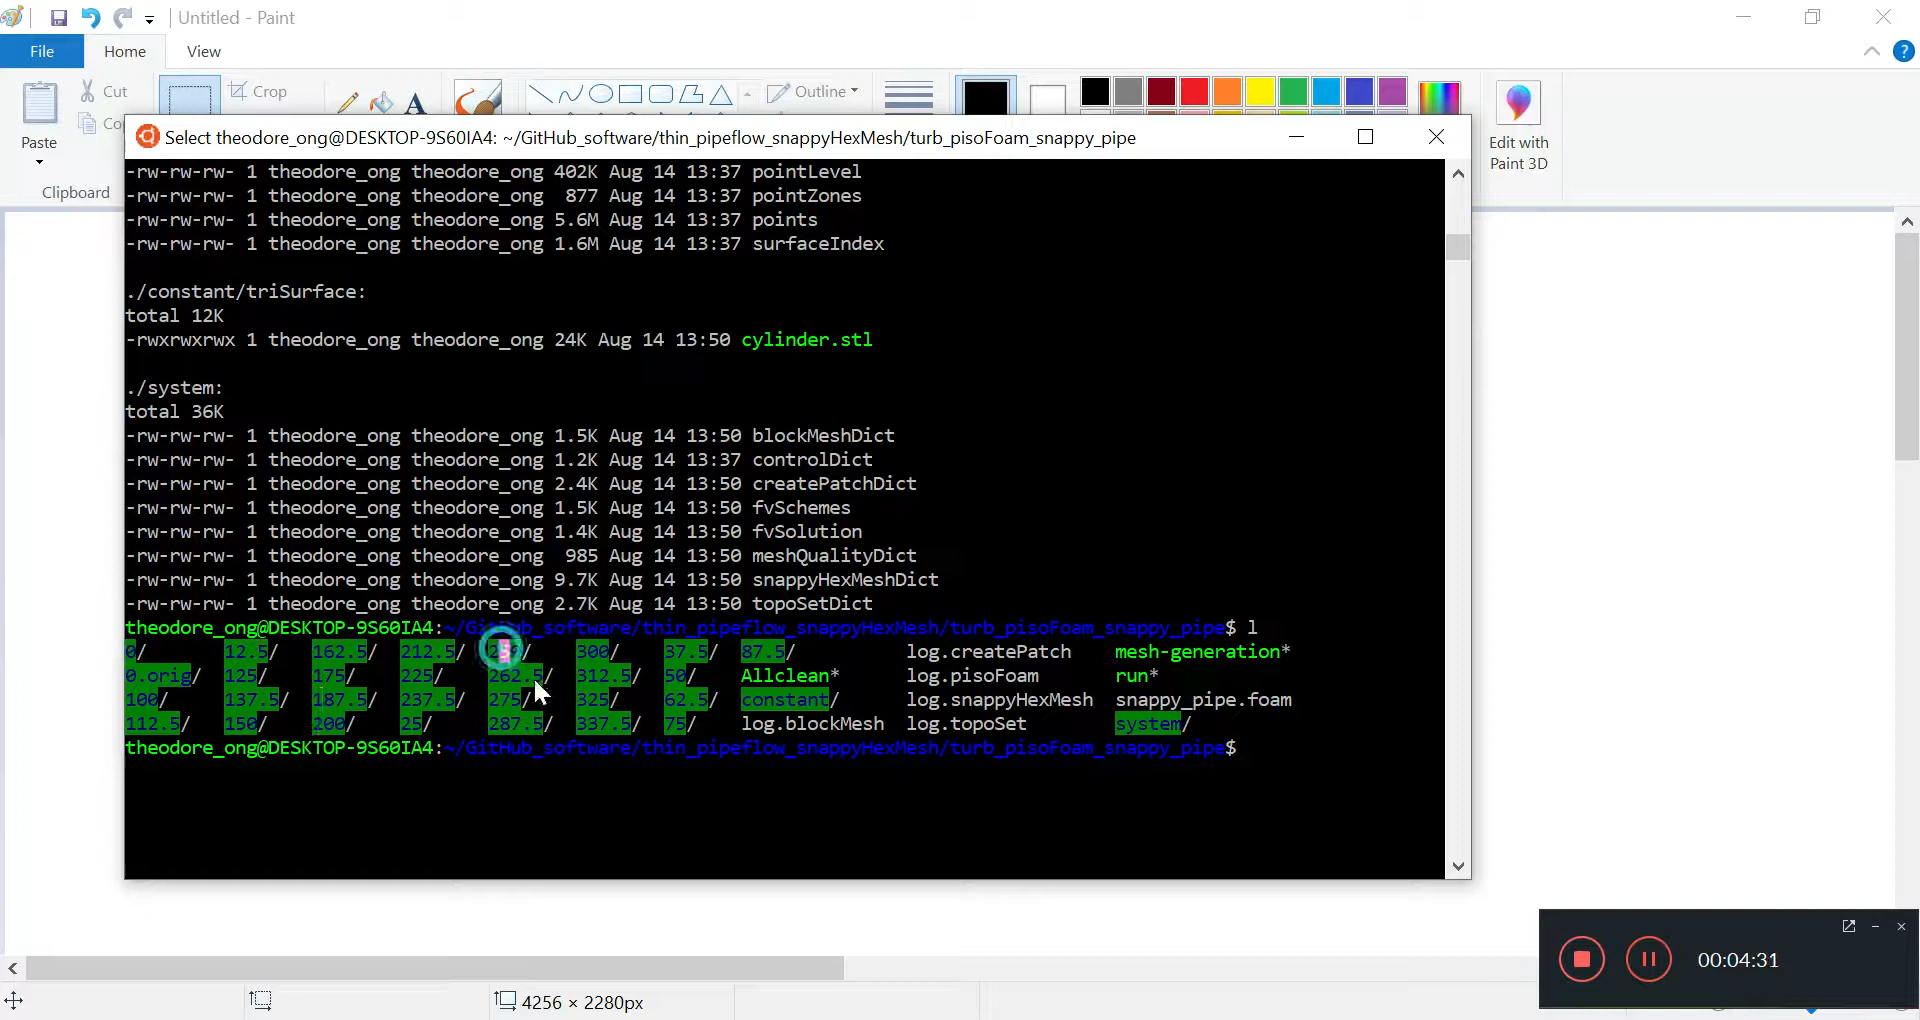 Untitled - Paint
File Home View
Paste
Cut
Crop
Outline
Edit with
Paint 3D
Clipboard
Select theodore_ong@DESKTOP-9S60IA4: ~/GitHub_software/thin_pipeflow_snappyHexMesh/turb_pisoFoam_snappy_pipe
-rw-rw-rw- 1 theodore_ong theodore_ong 402K Aug 14 13:37 pointLevel
-rw-rw-rw- 1 theodore_ong theodore_ong  877 Aug 14 13:37 pointZones
-rw-rw-rw- 1 theodore_ong theodore_ong 5.6M Aug 14 13:37 points
-rw-rw-rw- 1 theodore_ong theodore_ong 1.6M Aug 14 13:37 surfaceIndex
./constant/triSurface:
total 12K
-rwxrwxrwx 1 theodore_ong theodore_ong 24K Aug 14 13:50 cylinder.stl
./system:
total 36K
-rw-rw-rw- 1 theodore_ong theodore_ong 1.5K Aug 14 13:50 blockMeshDict
-rw-rw-rw- 1 theodore_ong theodore_ong 1.2K Aug 14 13:37 controlDict
-rw-rw-rw- 1 theodore_ong theodore_ong 2.4K Aug 14 13:50 createPatchDict
-rw-rw-rw- 1 theodore_ong theodore_ong 1.5K Aug 14 13:50 fvSchemes
-rw-rw-rw- 1 theodore_ong theodore_ong 1.4K Aug 14 13:50 fvSolution
-rw-rw-rw- 1 theodore_ong theodore_ong  985 Aug 14 13:50 meshQualityDict
-rw-rw-rw- 1 theodore_ong theodore_ong 9.7K Aug 14 13:50 snappyHexMeshDict
-rw-rw-rw- 1 theodore_ong theodore_ong 2.7K Aug 14 13:50 topoSetDict
theodore_ong@DESKTOP-9S60IA4:~/GitHub_software/thin_pipeflow_snappyHexMesh/turb_pisoFoam_snappy_pipe$ l
0/ 12.5/ 162.5/ 212.5/ 300/ 37.5/ 87.5/ log.createPatch mesh-generation*
0.orig/ 125/ 175/ 225/ 262.5/ 312.5/ 50/ Allclean* log.pisoFoam run*
100/ 137.5/ 187.5/ 237.5/ 275/ 325/ 62.5/ constant/ log.snappyHexMesh snappy_pipe.foam
112.5/ 150/ 200/ 25/ 287.5/ 337.5/ 75/ log.blockMesh log.topoSet system/
theodore_ong@DESKTOP-9S60IA4:~/GitHub_software/thin_pipeflow_snappyHexMesh/turb_pisoFoam_snappy_pipe$
00:04:31
4256 × 2280px